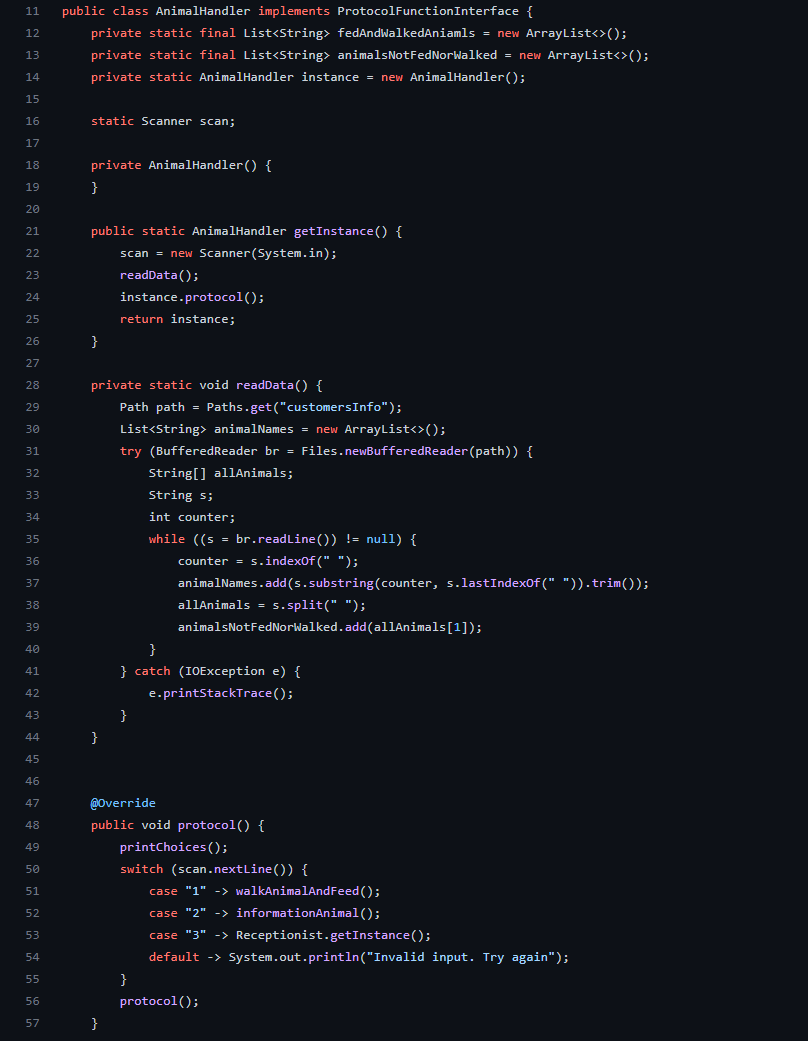 11 public class AnimalHandler implements ProtocolFunctionInterface {
12     private static final List<String> fedAndWalkedAniamls = new ArrayList<>();
13     private static final List<String> animalsNotFedNorWalked = new ArrayList<>();
14     private static AnimalHandler instance = new AnimalHandler();
15
16     static Scanner scan;
17
18     private AnimalHandler() {
19     }
20
21     public static AnimalHandler getInstance() {
22         scan = new Scanner(System.in);
23         readData();
24         instance.protocol();
25         return instance;
26     }
27
28     private static void readData() {
29         Path path = Paths.get("customersInfo");
30         List<String> animalNames = new ArrayList<>();
31         try (BufferedReader br = Files.newBufferedReader(path)) {
32             String[] allAnimals;
33             String s;
34             int counter;
35             while ((s = br.readLine()) != null) {
36                 counter = s.indexOf(" ");
37                 animalNames.add(s.substring(counter, s.lastIndexOf(" ")).trim());
38                 allAnimals = s.split(" ");
39                 animalsNotFedNorWalked.add(allAnimals[1]);
40             }
41         } catch (IOException e) {
42             e.printStackTrace();
43         }
44     }
45
46
47     @Override
48     public void protocol() {
49         printChoices();
50         switch (scan.nextLine()) {
51             case "1" -> walkAnimalAndFeed();
52             case "2" -> informationAnimal();
53             case "3" -> Receptionist.getInstance();
54             default -> System.out.println("Invalid input. Try again");
55         }
56         protocol();
57     }